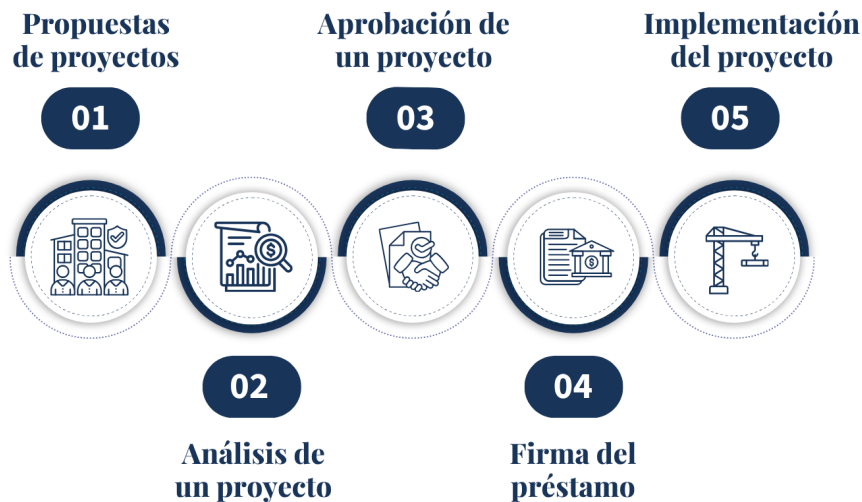 Propuestas
de proyectos
01
02
Análisis de
un proyecto
Aprobación de
un proyecto
03
04
Firma del
préstamo
Implementación
del proyecto
05